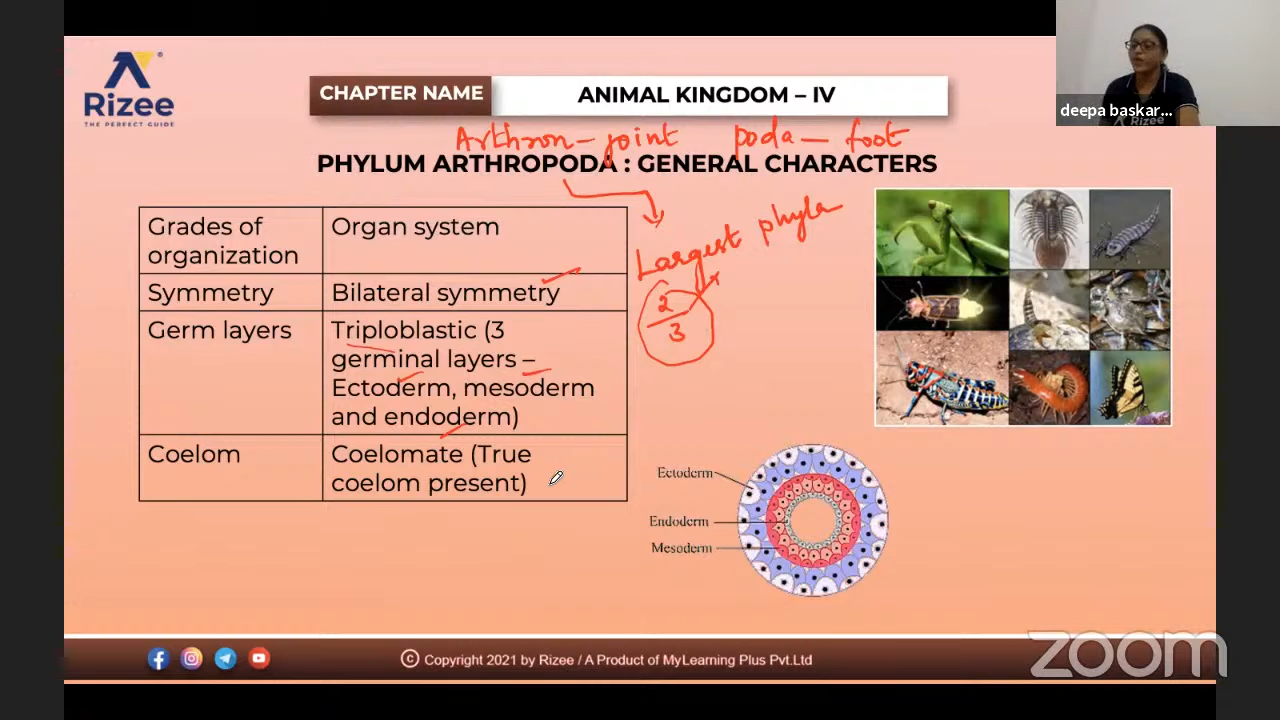 Rizee
THE PERFECT GUIDE
CHAPTER NAME
ANIMAL KINGDOM – IV
deepa baskar...
Rizee
Arthron – joint poda – foot
PHYLUM ARTHROPODA : GENERAL CHARACTERS
Largest phyla
2
3
Grades of
organization
Organ system
Symmetry
Bilateral symmetry
Germ layers
Triploblastic (3
germinal layers –
Ectoderm, mesoderm
and endoderm)
Coelom
Coelomate (True
coelom present)
Ectoderm
Endoderm
Mesoderm
© Copyright 2021 by Rizee / A Product of MyLearning Plus Pvt.Ltd
zoom